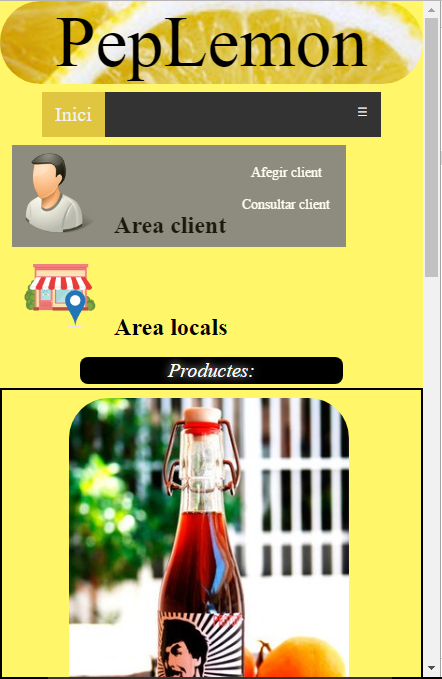 PepLemon
Inici
☰
Afegir client
Consultar client
Area client
Area locals
Productes: